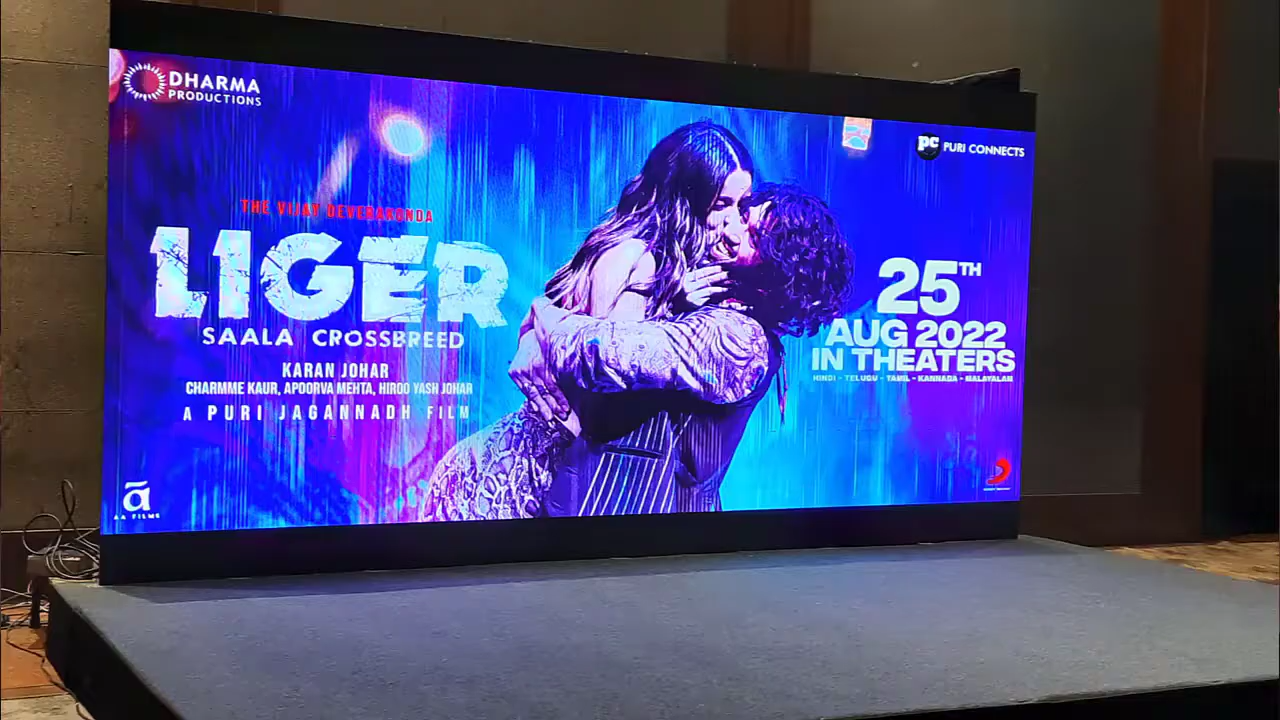 DHARMA
PRODUCTIONS
pc PURI CONNECTS
THE VIJAY DEVERAKONDA
LIGER
SAALA CROSSBREED
KARAN JOHAR
CHARMME KAUR, APOORVA MEHTA, HIROO YASH JOHAR
A PURI JAGANNADH FILM
25TH
AUG 2022
IN THEATERS
HINDI - TELUGU - TAMIL - KANNADA - MALAYALAM
ā
AA FILMS